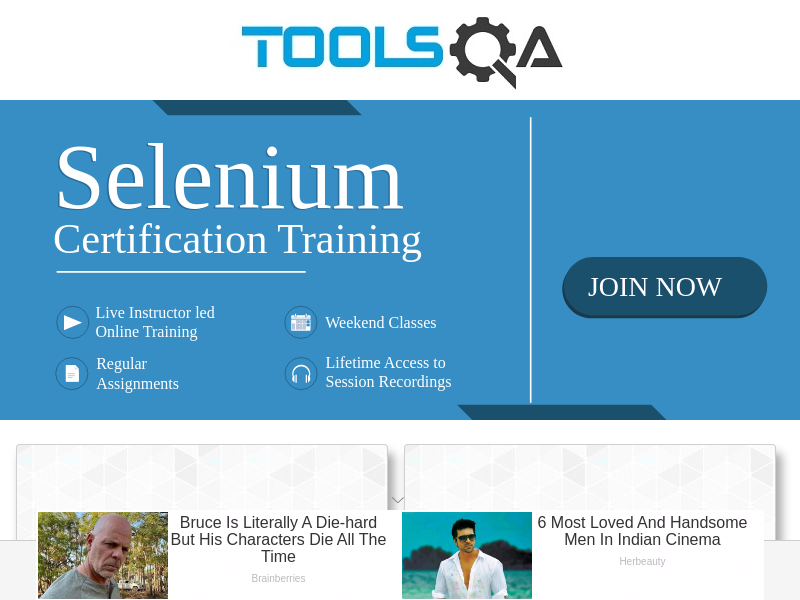 TOOLSQA
Selenium
Certification Training
JOIN NOW
Live Instructor led
Online Training
Weekend Classes
Regular
Assignments
Lifetime Access to
Session Recordings
Bruce Is Literally A Die-hard
But His Characters Die All The
Time
Brainberries
6 Most Loved And Handsome
Men In Indian Cinema
Herbeauty